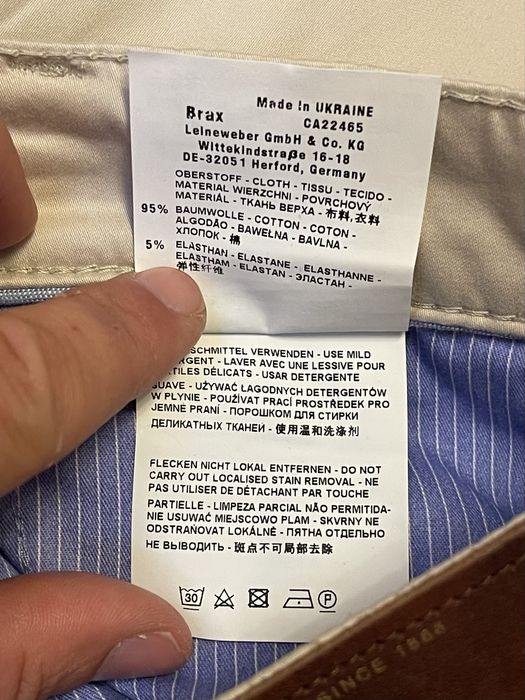 Made in UKRAINE
Brax CA22465
Leineweber GmbH & Co. KG
Wittekindstraße 16-18
DE-32051 Herford, Germany
OBERSTOFF - CLOTH - TISSU - TECIDO -
MATERIAL WIERZCHNI - POVRCHOVÝ
MATERIÁL - ТКАНЬ ВЕРХА - 布料,衣料
95% BAUMWOLLE - COTTON - COTON -
ALGODÃO - BAWEŁNA - BAVLNA -
ХЛОПОК - 棉
5% ELASTHAN - ELASTANE - ELASTHANNE -
ELASTHAM - ELASTAN - ЭЛАСТАН -
弹性纤维
SCHMITTEL VERWENDEN - USE MILD
RGENT - LAVER AVEC UNE LESSIVE POUR
TILES DÉLICATS - USAR DETERGENTE
SUAVE - UŻYWAĆ ŁAGODNYCH DETERGENTÓW
W PŁYNIE - POUŽÍVAT PRACÍ PROSTŘEDEK PRO
JEMNÉ PRANÍ - ПОРОШКОМ ДЛЯ СТИРКИ
ДЕЛИКАТНЫХ ТКАНЕЙ - 使用温和洗涤剂
FLECKEN NICHT LOKAL ENTFERNEN - DO NOT
CARRY OUT LOCALISED STAIN REMOVAL - NE
PAS UTILISER DE DÉTACHANT PAR TOUCHE
PARTIELLE - LIMPEZA PARCIAL NÃO PERMITIDA-
NIE USUWAĆ MIEJSCOWO PLAM - SKVRNY NE
ODSTRAŇOVAT LOKÁLNĚ - ПЯТНА ОТДЕЛЬНО
НЕ ВЫВОДИТЬ - 斑点不可局部去除
30 P
SINCE 1888